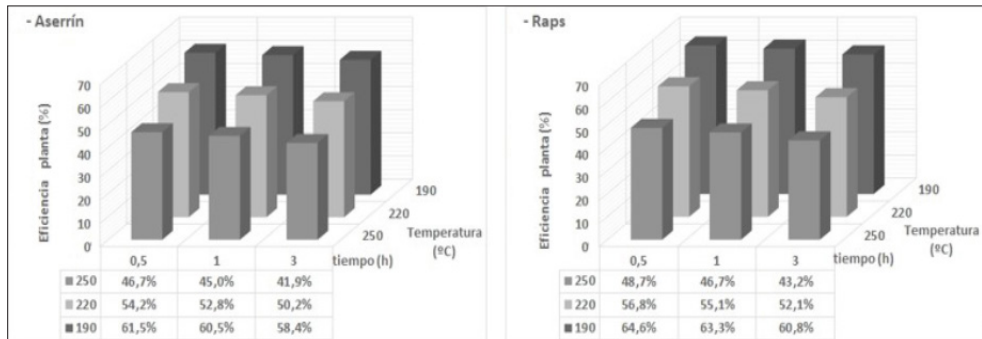 - Aserrín
Eficiencia planta (%)
70
60
50
40
30
20
10
0
190
220
250
Temperatura
(ºC)
tiempo (h)
0,5 1 3
250 46,7% 45,0% 41,9%
220 54,2% 52,8% 50,2%
190 61,5% 60,5% 58,4%
- Raps
Eficiencia planta (%)
70
60
50
40
30
20
10
0
190
220
250
Temperatura
(ºC)
tiempo (h)
0,5 1 3
250 48,7% 46,7% 43,2%
220 56,8% 55,1% 52,1%
190 64,6% 63,3% 60,8%